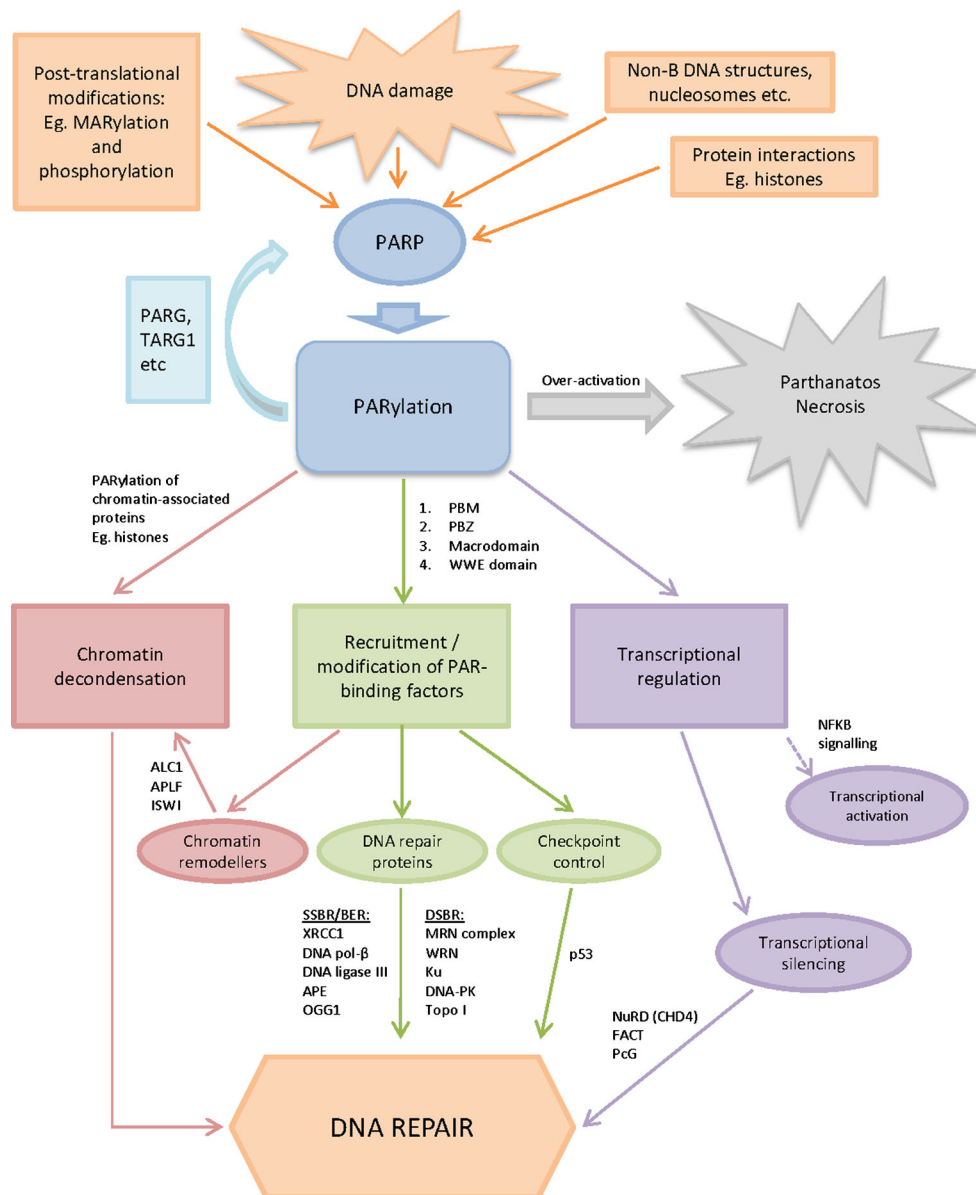 Post-translational
modifications:
Eg. MARylation
and
phosphorylation
DNA damage
Non-B DNA structures,
nucleosomes etc.
Protein interactions
Eg. histones
PARP
PARG,
TARG1
etc
PARylation
Over-activation
Parthanatos
Necrosis
PARylation of
chromatin-associated
proteins
Eg. histones
1. PBM
2. PBZ
3. Macrodomain
4. WWE domain
Chromatin
decondensation
Recruitment /
modification of PAR-
binding factors
Transcriptional
regulation
NFKB
signalling
Transcriptional
activation
ALC1
APLF
ISWI
Chromatin
remodellers
DNA repair
proteins
Checkpoint
control
SSBR/BER:
XRCC1
DNA pol-β
DNA ligase III
APE
OGG1
DSBR:
MRN complex
WRN
Ku
DNA-PK
Topo I
p53
Transcriptional
silencing
NuRD (CHD4)
FACT
PcG
DNA REPAIR